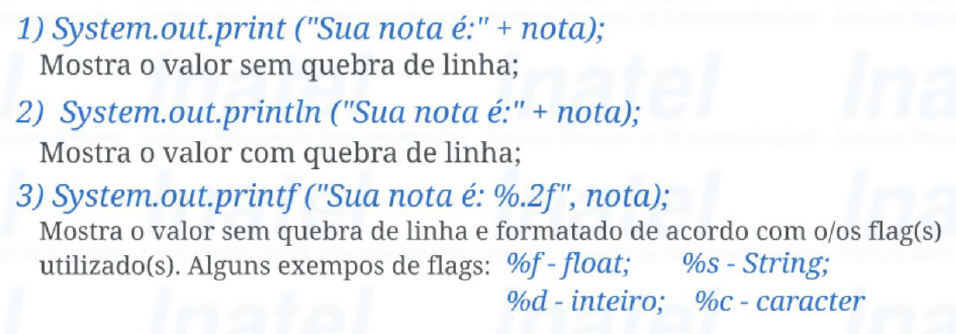 1) System.out.print ("Sua nota é:" + nota);
Mostra o valor sem quebra de linha;
2) System.out.println ("Sua nota é:" + nota);
Mostra o valor com quebra de linha;
3) System.out.printf ("Sua nota é: %.2f", nota);
Mostra o valor sem quebra de linha e formatado de acordo com o/os flag(s)
utilizado(s). Alguns exempos de flags: %f - float; %s - String;
%d - inteiro; %c - caracter